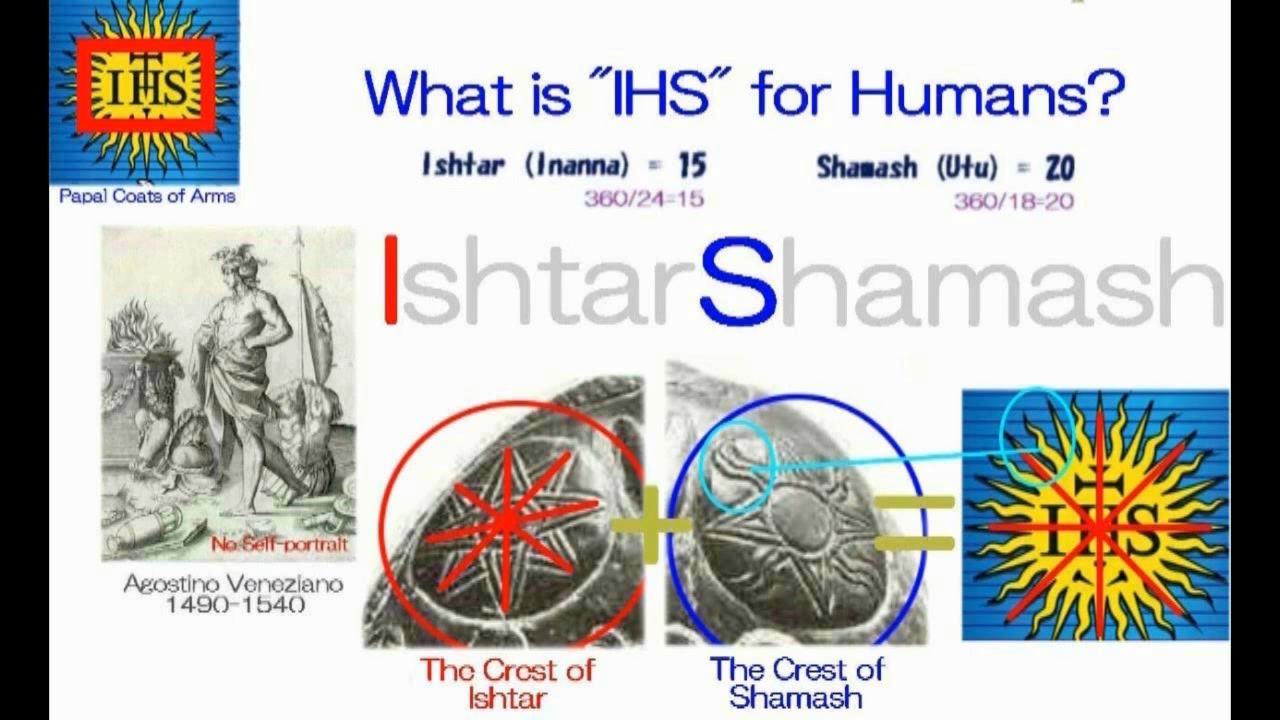 IHS
What is "IHS" for Humans?
Ishtar (Inanna) = 15
Shamash (Utu) = 20
360/24=15
360/18=20
Papal Coats of Arms
IshtarShamash
No Self-portrait
IHS
Agostino Veneziano
1490-1540
The Crest of
Ishtar
The Crest of
Shamash